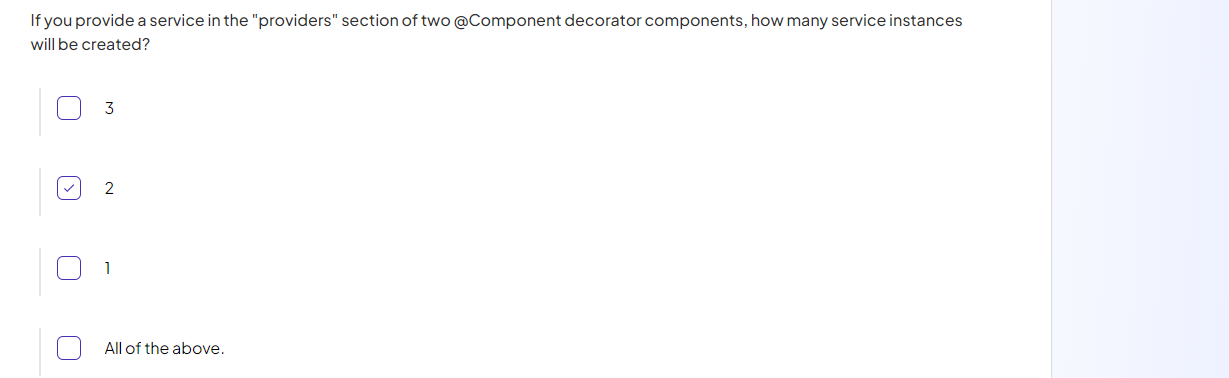 If you provide a service in the "providers" section of two @Component decorator components, how many service instances
will be created?
3
2
1
All of the above.